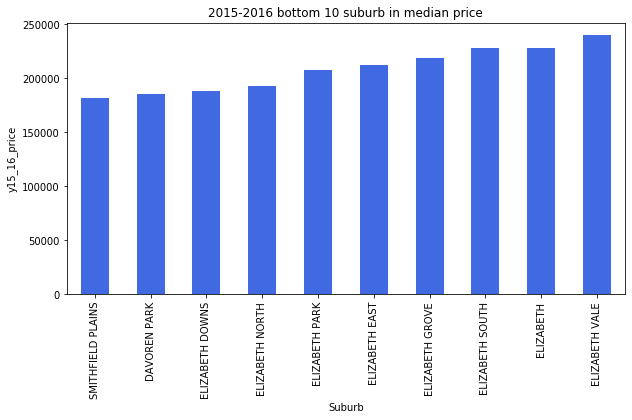 2015-2016 bottom 10 suburb in median price
y15_16_price
250000
200000
150000
100000
50000
0
SMITHFIELD PLAINS
DAVOREN PARK
ELIZABETH DOWNS
ELIZABETH NORTH
ELIZABETH PARK
ELIZABETH EAST
ELIZABETH GROVE
ELIZABETH SOUTH
ELIZABETH
ELIZABETH VALE
Suburb